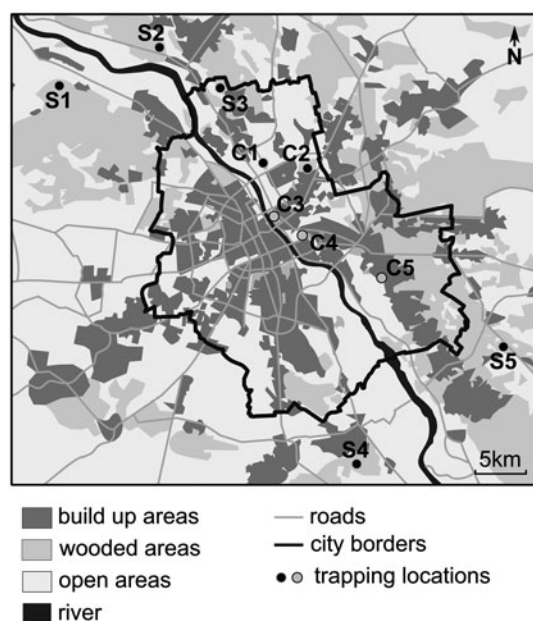 S2
N
S1
S3
C1
C2
C3
C4
C5
S5
S4
5km
build up areas
wooded areas
open areas
river
roads
city borders
trapping locations